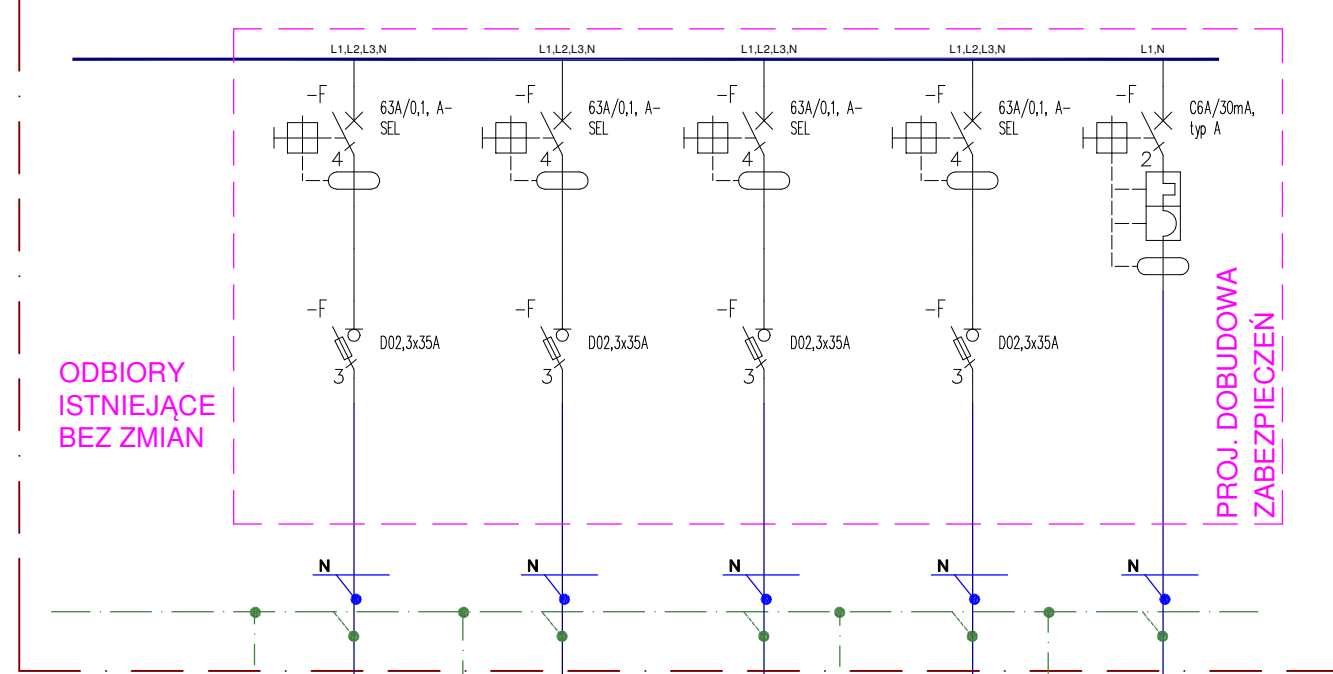 L1,L2,L3,N
L1,L2,L3,N
L1,L2,L3,N
L1,L2,L3,N
L1,N
-F
63A/0,1, A-
SEL
4
-F
63A/0,1, A-
SEL
4
-F
63A/0,1, A-
SEL
4
-F
63A/0,1, A-
SEL
4
-F
C6A/30mA,
typ A
2
-F
D02,3x35A
3
-F
D02,3x35A
3
-F
D02,3x35A
3
-F
D02,3x35A
3
ODBIORY
ISTNIEJĄCE
BEZ ZMIAN
PROJ. DOBUDOWA
ZABEZPIECZEŃ
N
N
N
N
N